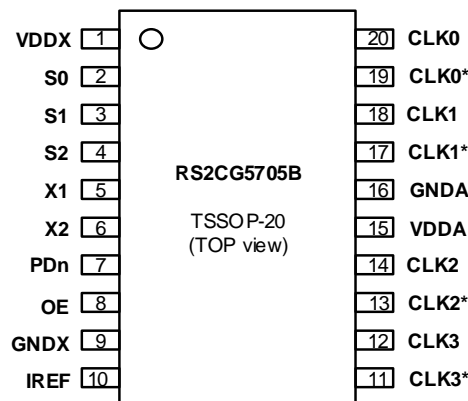 VDDX 1 20 CLK0
S0 2 19 CLK0*
S1 3 18 CLK1
S2 4 17 CLK1*
X1 5 16 GNDA
X2 6 15 VDDA
PDn 7 14 CLK2
OE 8 13 CLK2*
GNDX 9 12 CLK3
IREF 10 11 CLK3*
RS2CG5705B
TSSOP-20
(TOP view)